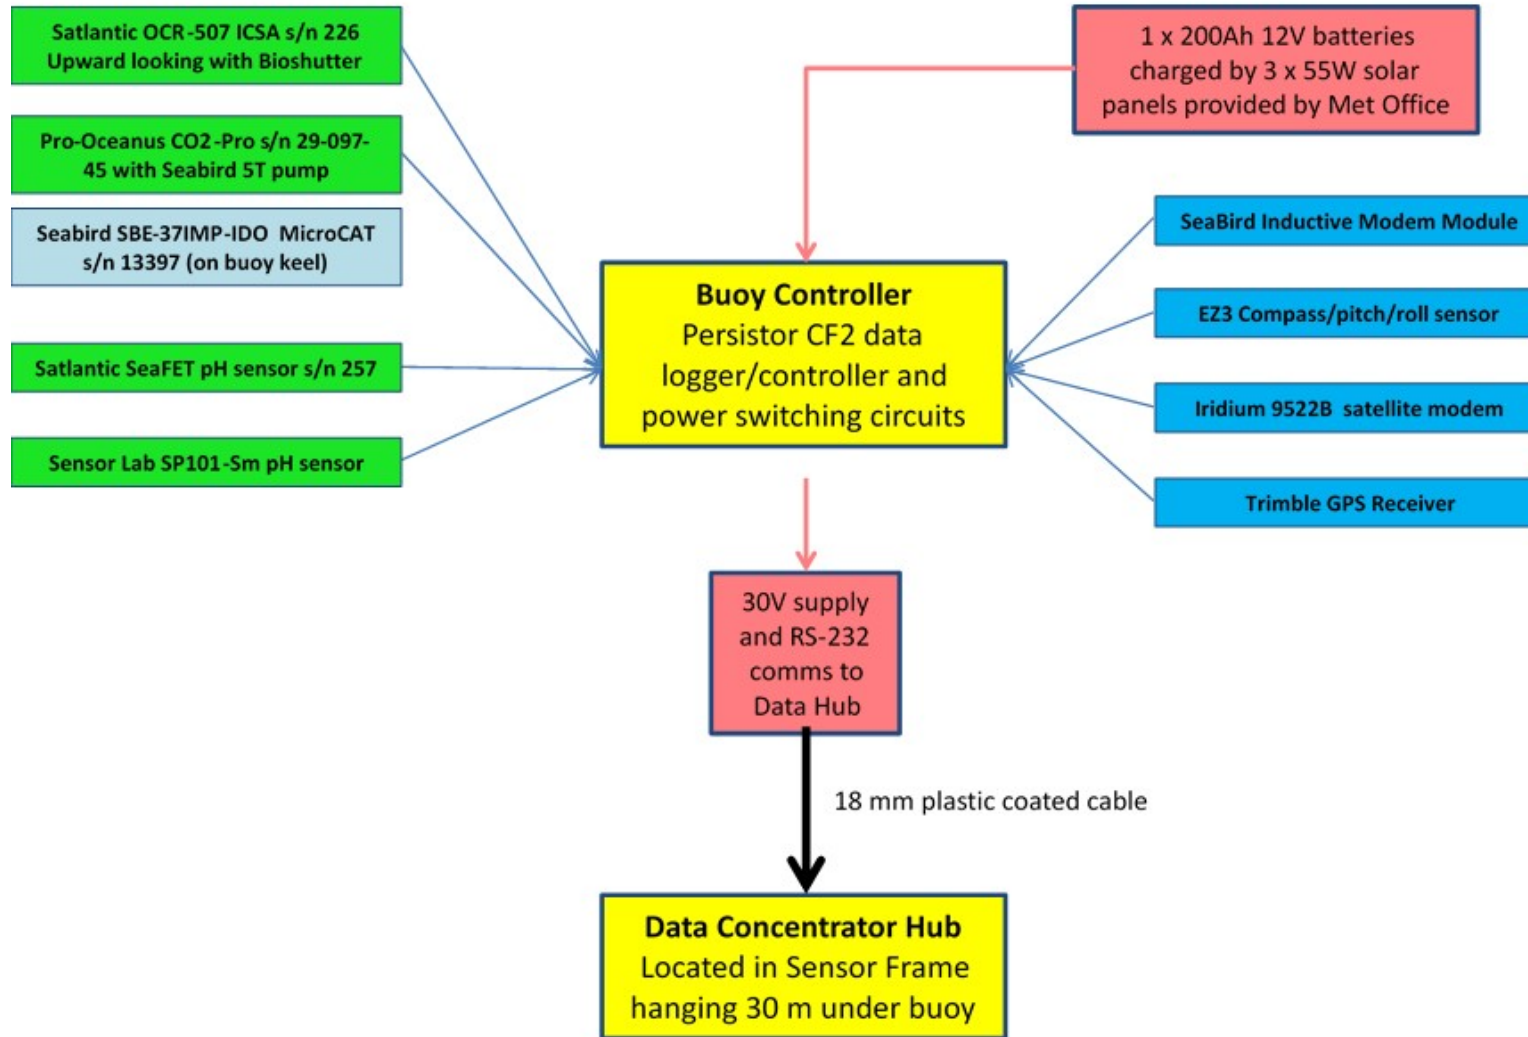 Satlantic OCR-507 ICSA s/n 226
Upward looking with Bioshutter
Pro-Oceanus CO2-Pro s/n 29-097-
45 with Seabird 5T pump
Seabird SBE-37IMP-IDO MicroCAT
s/n 13397 (on buoy keel)
Satlantic SeaFET pH sensor s/n 257
Sensor Lab SP101-Sm pH sensor
1 x 200Ah 12V batteries
charged by 3 x 55W solar
panels provided by Met Office
Buoy Controller
Persistor CF2 data
logger/controller and
power switching circuits
SeaBird Inductive Modem Module
EZ3 Compass/pitch/roll sensor
Iridium 9522B satellite modem
Trimble GPS Receiver
30V supply
and RS-232
comms to
Data Hub
18 mm plastic coated cable
Data Concentrator Hub
Located in Sensor Frame
hanging 30 m under buoy